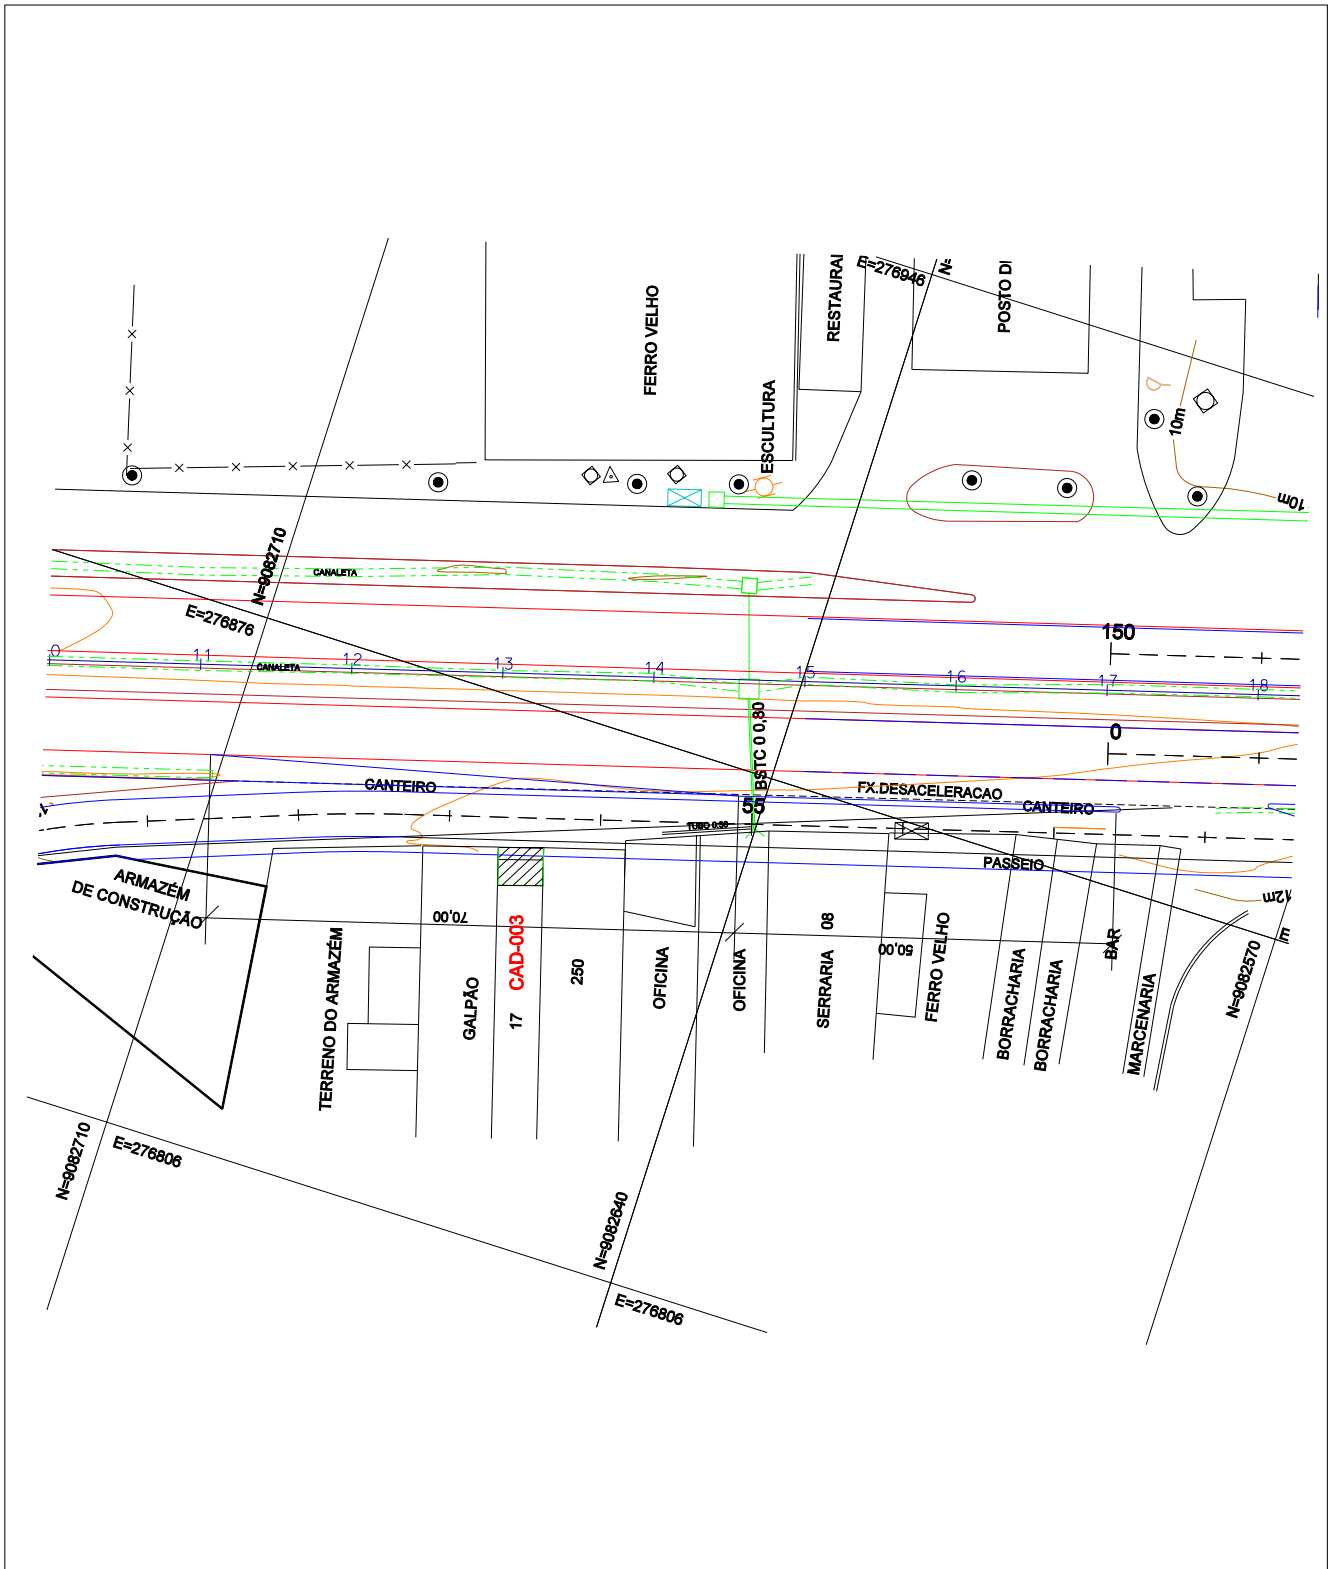 E=276946
N=
RESTAURAI
POSTO DI
FERRO VELHO
ESCULTURA
10m
10m
N=9082710
CANALETA
E=276876
150
11
12
13
14
15
16
17
18
CANALETA
0
BSTC 0 0,80
CANTEIRO
FX.DESACELERACAO
CANTEIRO
55
PASSEIO
ARMAZÉM
DE CONSTRUÇÃO
12m
70,00
50,00
CAD-003
17
250
OFICINA
OFICINA
SERRARIA
08
FERRO VELHO
BORRACHARIA
BORRACHARIA
BAR
MARCENARIA
E
N=9082570
TERRENO DO ARMAZÉM
GALPÃO
N=9082710
E=276806
N=9082640
E=276806